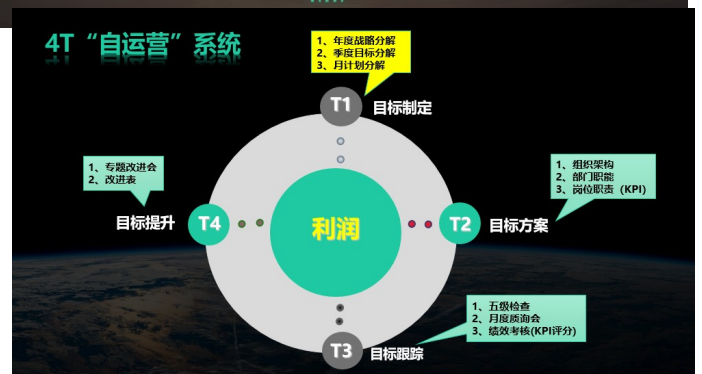 4T“自运营”系统
1、年度战略分解
2、季度目标分解
3、月计划分解
T1 目标制定
1、专题改进会
2、改进表
1、组织架构
2、部门职能
3、岗位职责（KPI）
目标提升 T4
利润
T2 目标方案
1、五级检查
2、月度质询会
3、绩效考核(KPI评分)
T3 目标跟踪